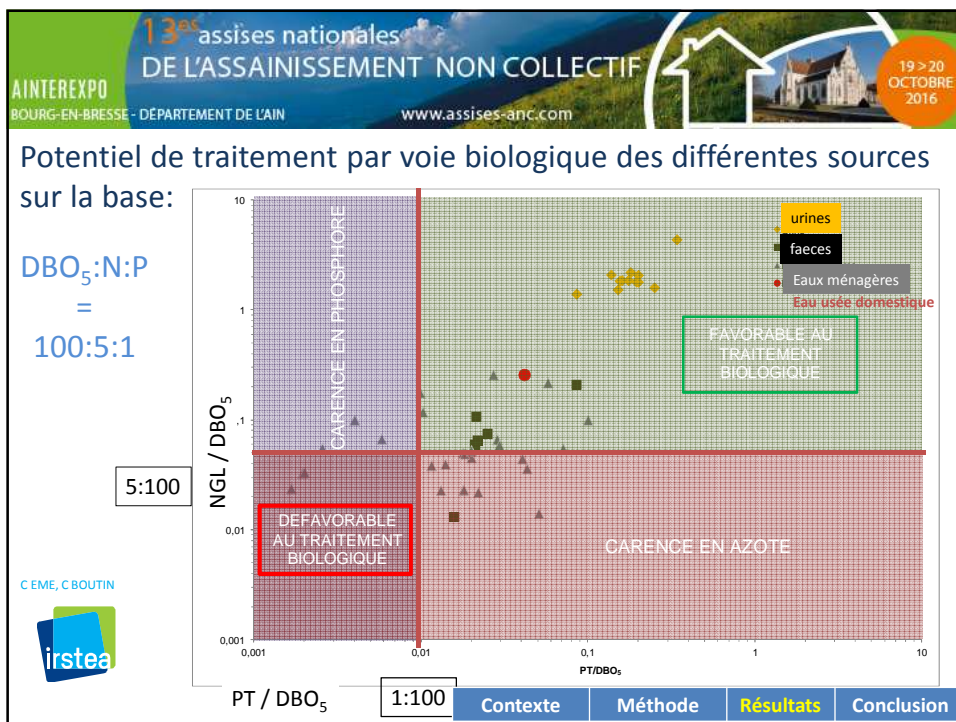 13es assises nationales
DE L'ASSAINISSEMENT NON COLLECTIF
AINTEREXPO
BOURG-EN-BRESSE - DÉPARTEMENT DE L'AIN
www.assises-anc.com
19 > 20
OCTOBRE
2016
Potentiel de traitement par voie biologique des différentes sources
sur la base:
DBO5:N:P
=
100:5:1
10
1
,1
0,01
0,001
NGL / DBO5
5:100
CARENCE EN PHOSPHORE
urines
faeces
Eaux ménagères
Eau usée domestique
FAVORABLE AU
TRAITEMENT
BIOLOGIQUE
DEFAVORABLE
AU TRAITEMENT
BIOLOGIQUE
CARENCE EN AZOTE
0,001
0,01
0,1
1
10
PT/DBO5
PT / DBO5
1:100
C EME, C BOUTIN
irstea
Contexte
Méthode
Résultats
Conclusion